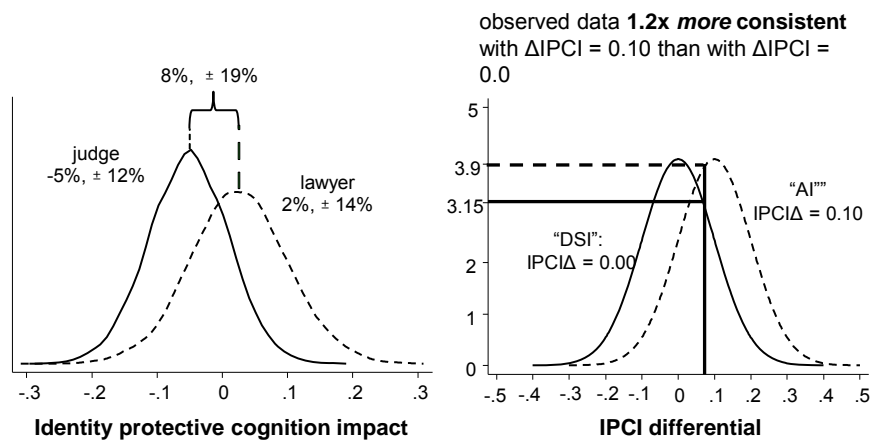 observed data 1.2x more consistent
with ΔIPCI = 0.10 than with ΔIPCI =
0.0
8%, ± 19%
judge
-5%, ± 12%
lawyer
2%, ± 14%
-.3 -.2 -.1 0 .1 .2 .3
Identity protective cognition impact
5
3.9
3.15
2
1
0
"AI""
IPCIΔ = 0.10
"DSI":
IPCIΔ = 0.00
-.5 -.4 -.3 -.2 -.1 0 .1 .2 .3 .4 .5
IPCI differential